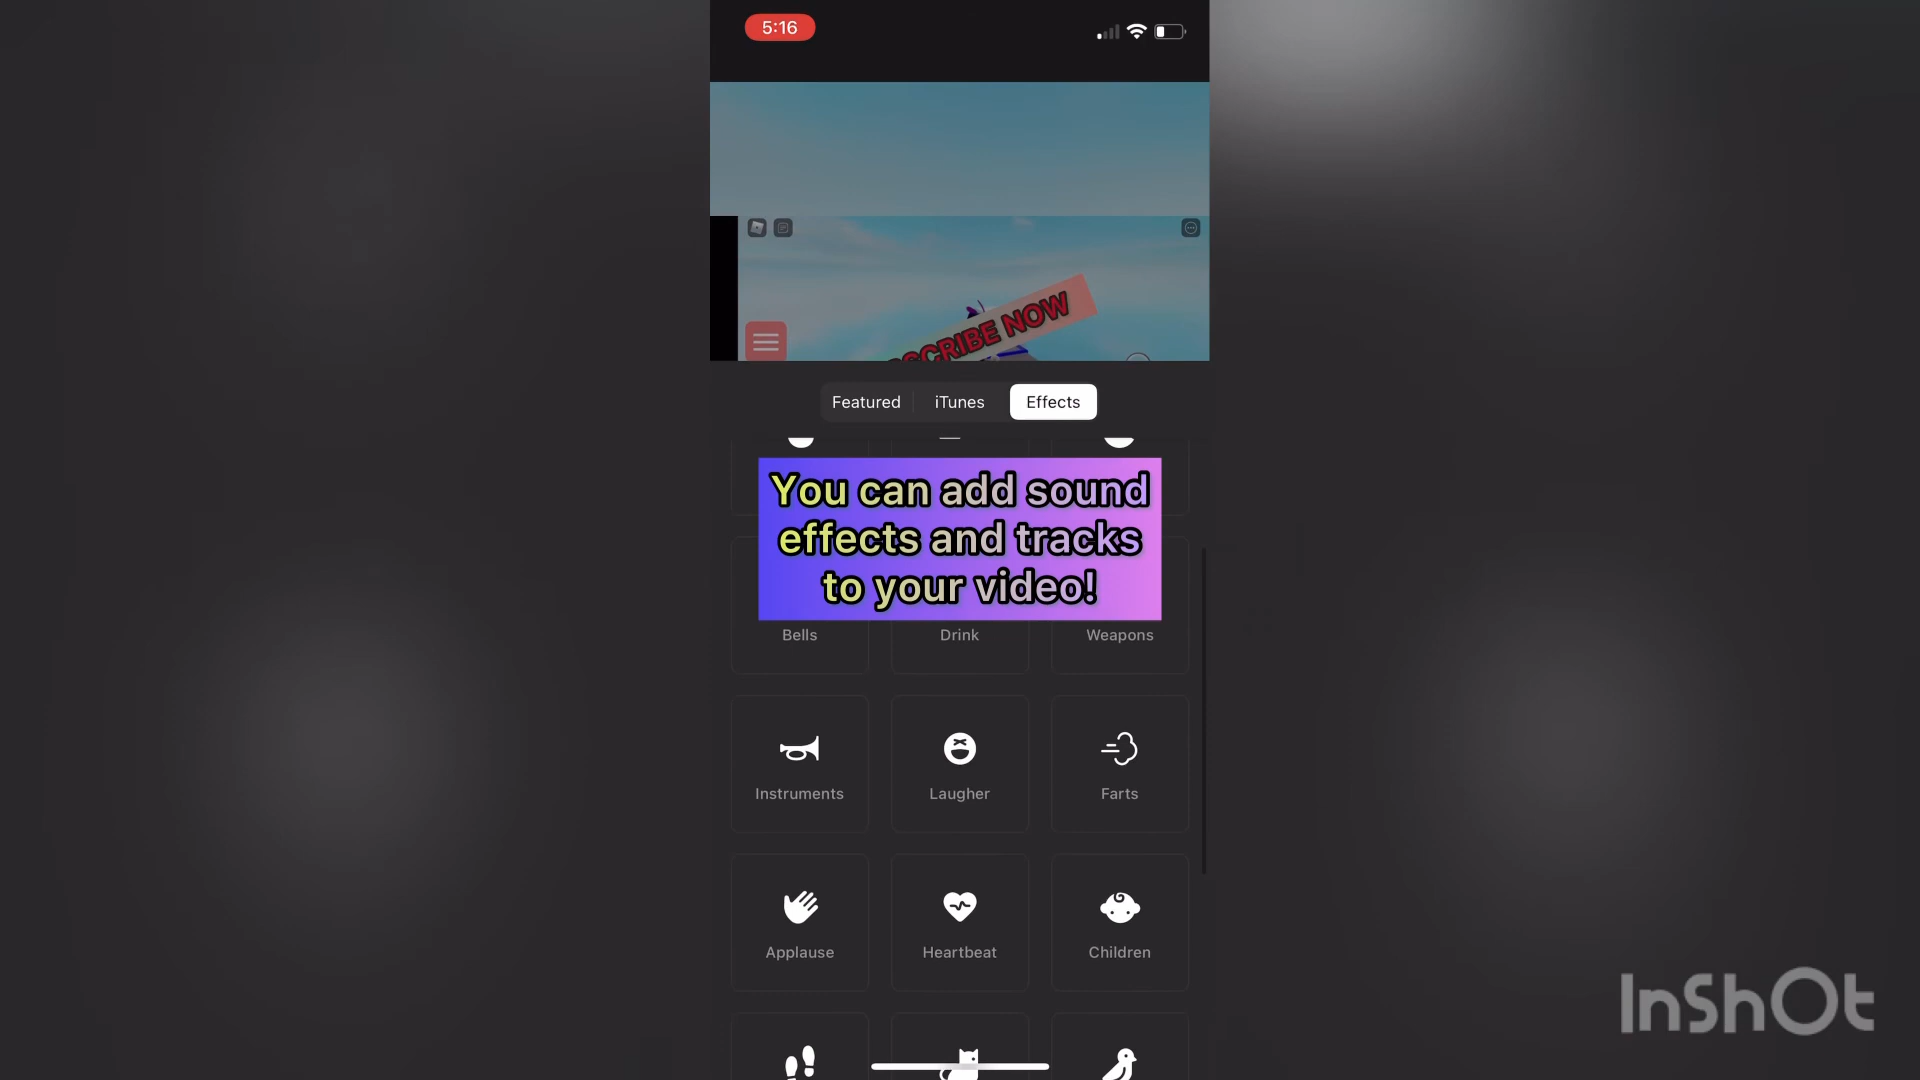 5:16
SCRIBE NOW
Featured
iTunes
Effects
You can add sound
effects and tracks
to your video!
Bells
Drink
Weapons
Instruments
Laugher
Farts
Applause
Heartbeat
Children
InShOt